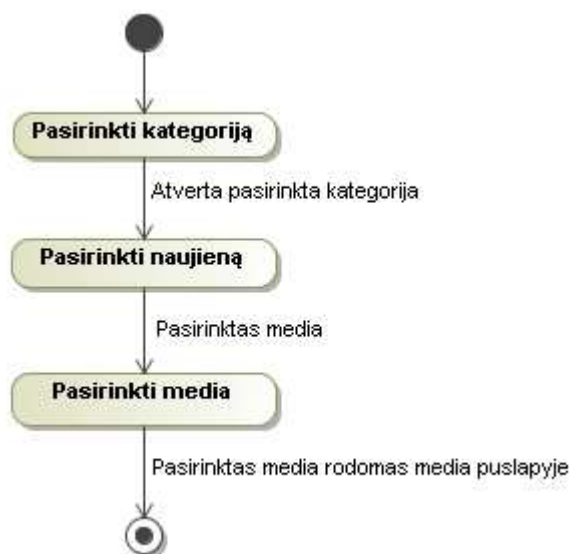 Pasirinkti kategoriją
Atverta pasirinkta kategorija
Pasirinkti naujieną
Pasirinktas media
Pasirinkti media
Pasirinktas media rodomas media puslapyje